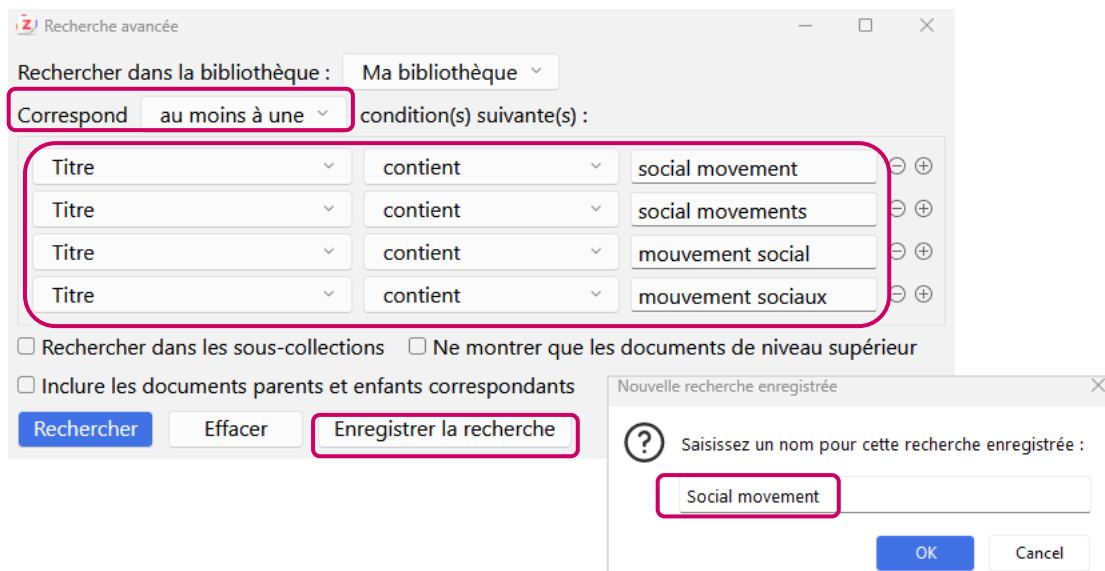 Recherche avancée
Rechercher dans la bibliothèque : Ma bibliothèque
Correspond au moins à une condition(s) suivante(s) :
Titre contient social movement
Titre contient social movements
Titre contient mouvement social
Titre contient mouvement sociaux
Rechercher dans les sous-collections Ne montrer que les documents de niveau supérieur
Inclure les documents parents et enfants correspondants
Rechercher Effacer Enregistrer la recherche
Nouvelle recherche enregistrée
Saisissez un nom pour cette recherche enregistrée :
Social movement
OK Cancel